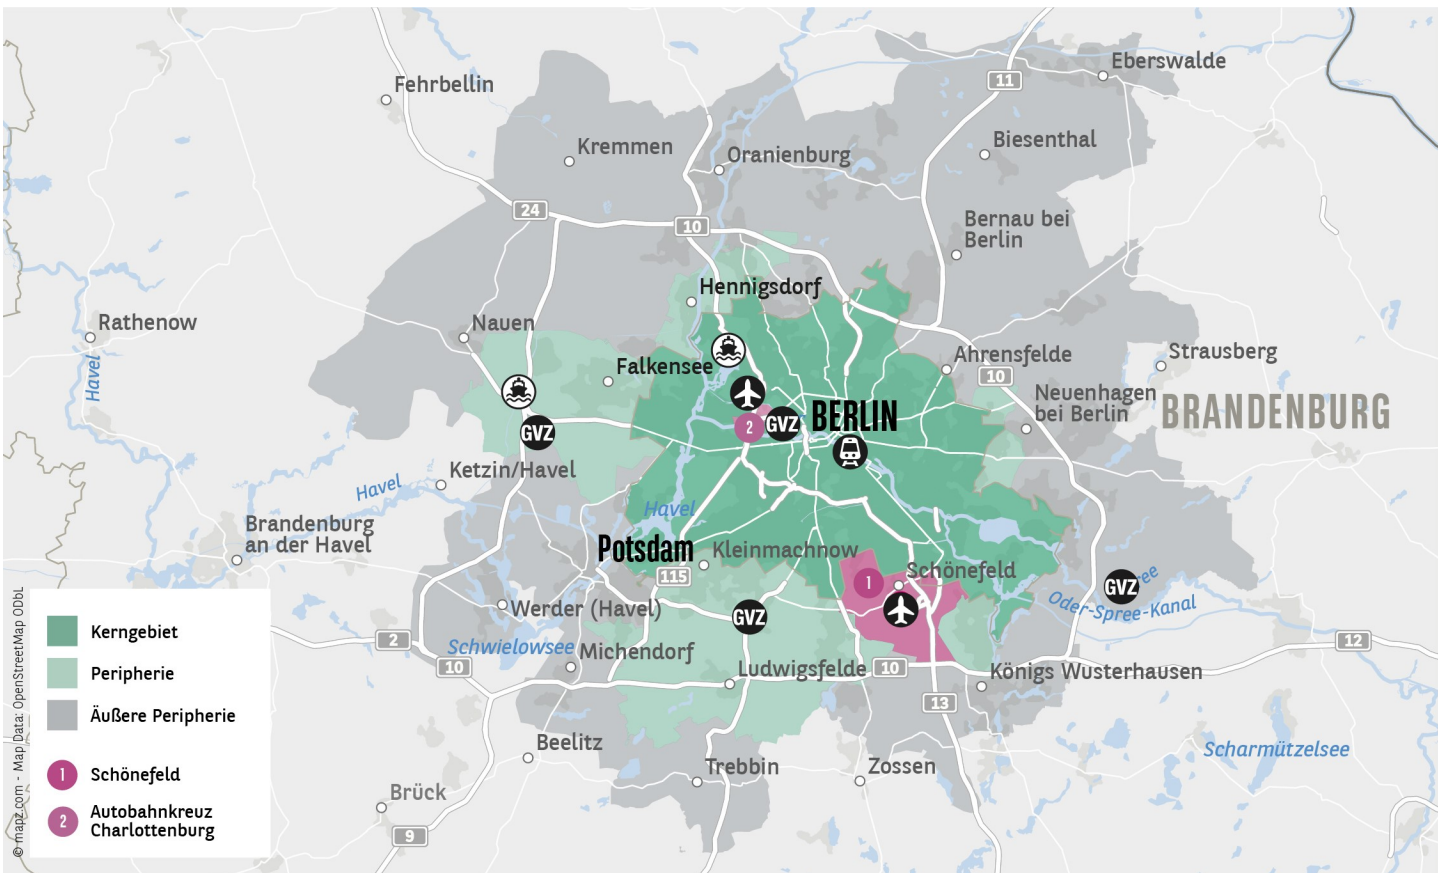 Fehrbellin
Eberswalde
11
Kremmen
Oranienburg
Biesenthal
24
10
Bernau bei
Berlin
Hennigsdorf
Rathenow
Nauen
Havel
Falkensee
Ahrensfelde
Strausberg
10
Neuenhagen
bei Berlin
BRANDENBURG
2
GVZ
BERLIN
GVZ
Ketzin/Havel
Havel
Havel
Brandenburg
an der Havel
Potsdam
Kleinmachnow
115
1
Schönefeld
GVZ
GVZ
Oder-Spree-Kanal
Werder (Havel)
2
Schwielowsee
Michendorf
10
Ludwigsfelde
10
Königs Wusterhausen
12
13
Beelitz
Trebbin
Zossen
Scharmützelsee
Brück
9
Kerngebiet
Peripherie
Äußere Peripherie
1 Schönefeld
2 Autobahnkreuz
Charlottenburg
© mapz.com - Map Data: OpenStreetMap ODbL